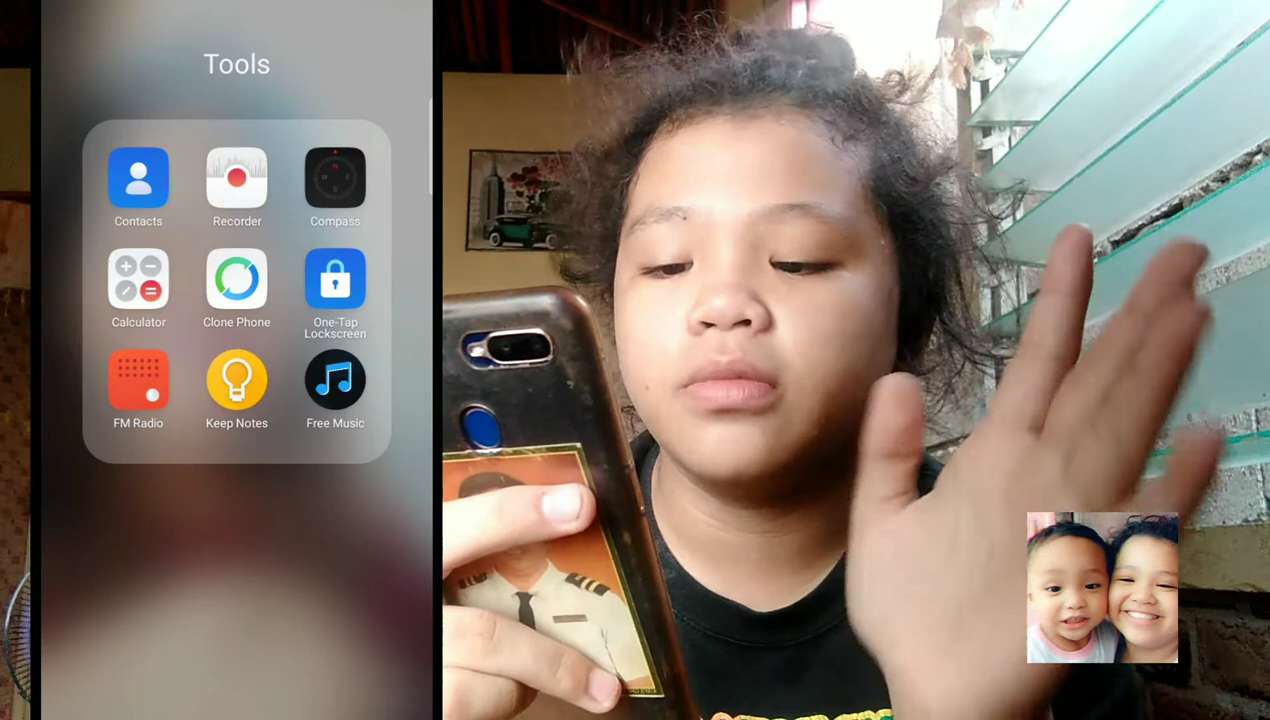 Tools
Contacts
Recorder
Compass
Calculator
Clone Phone
One-Tap
Lockscreen
FM Radio
Keep Notes
Free Music